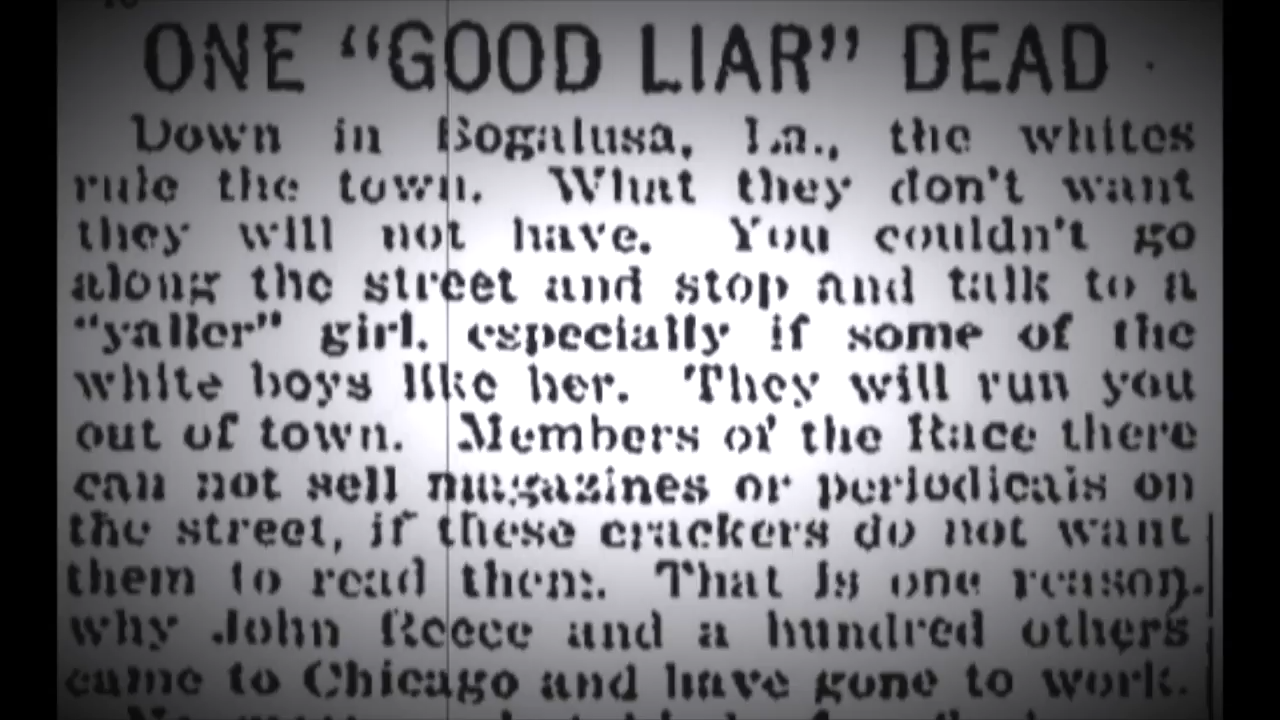 ONE “GOOD LIAR” DEAD
Down in Bogalusa, La., the whites
rule the town. What they don't want
they will not have. You couldn't go
along the street and stop and talk to a
“yaller” girl, especially if some of the
white boys like her. They will run you
out of town. Members of the Race there
can not sell magazines or periodicals on
the street, if these crackers do not want
them to read them. That is one reason
why John Reece and a hundred others
came to Chicago and have gone to work.